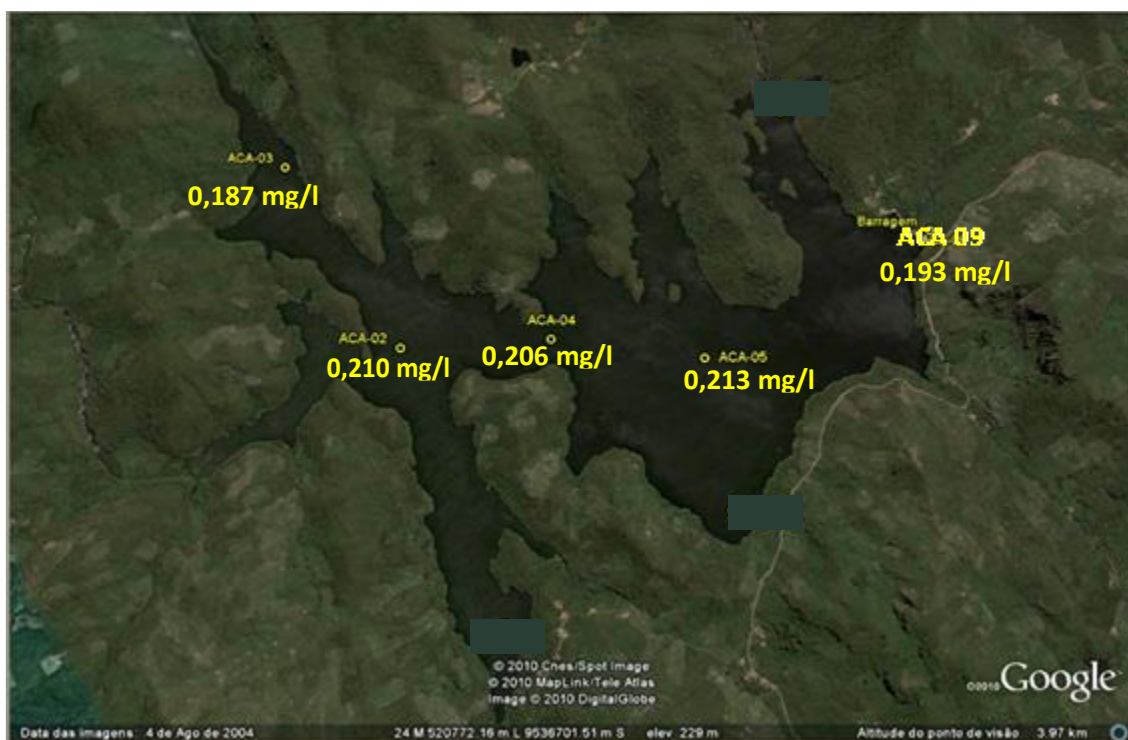 ACA-03
0,187 mg/l
Barragem
ACA 09
0,193 mg/l
ACA-02
0,210 mg/l
ACA-04
0,206 mg/l
ACA-05
0,213 mg/l
© 2010 Cnes/Spot Image
© 2010 MapLink/Tele Atlas
Image © 2010 DigitalGlobe
©2010 Google
Data das imagens: 4 de Ago de 2004
24 M 520772.16 m L 9536701.51 m S
elev. 229 m
Altitude do ponto de visão 3.97 km